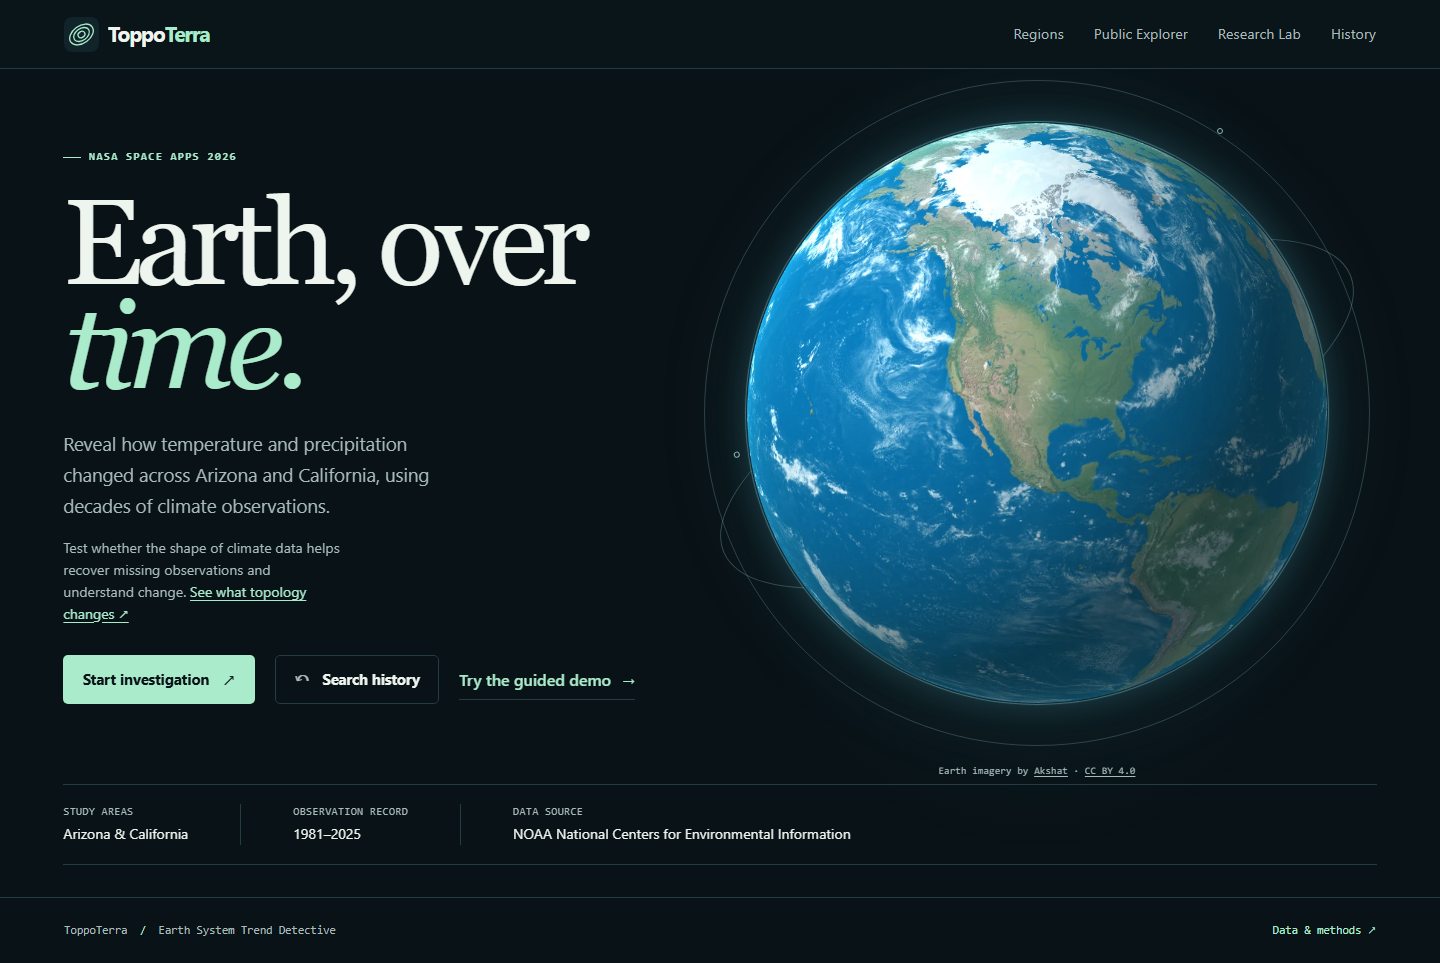 ToppoTerra
Regions
Public Explorer
Research Lab
History
NASA SPACE APPS 2026
Earth, over
time.
Reveal how temperature and precipitation
changed across Arizona and California, using
decades of climate observations.
Test whether the shape of climate data helps
recover missing observations and
understand change. See what topology
changes ↗
Start investigation ↗
Search history
Try the guided demo →
Earth imagery by Akshat · CC BY 4.0
STUDY AREAS
Arizona & California
OBSERVATION RECORD
1981–2025
DATA SOURCE
NOAA National Centers for Environmental Information
ToppoTerra / Earth System Trend Detective
Data & methods ↗